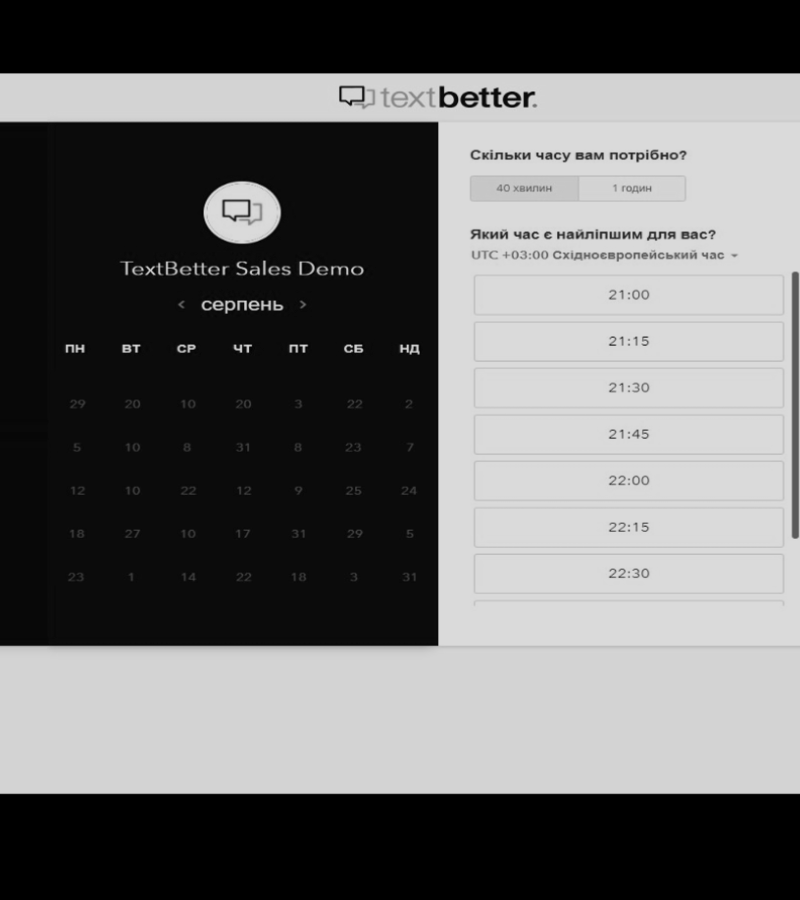 textbetter.
TextBetter Sales Demo
‹ серпень ›
ПН ВТ СР ЧТ ПТ СБ НД
29 20 10 20 3 22 2
5 10 8 31 8 23 7
12 10 22 12 9 25 24
18 27 10 17 31 29 5
23 1 14 22 18 3 31
Скільки часу вам потрібно?
40 хвилин 1 годин
Який час є найліпшим для вас?
UTC +03:00 Східноєвропейський час
21:00
21:15
21:30
21:45
22:00
22:15
22:30